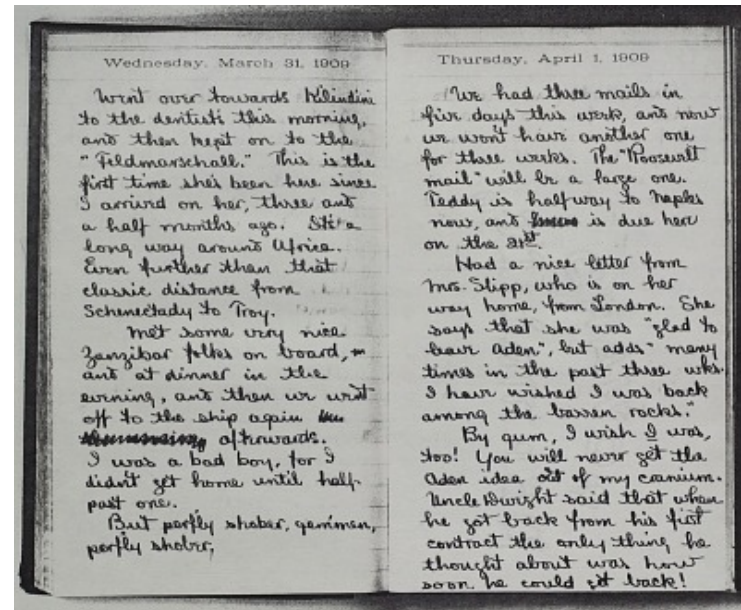 Wednesday, March 31, 1909
Went over towards Kilindini
to the dentists this morning,
and then kept on to the
"Feldmarschall." This is the
first time she's been here since
I arrived on her, three and
a half months ago. It's a
long way around Africa.
Even further than that
classic distance from
Schenectady to Troy.
Met some very nice
Zanzibar folks on board,
and at dinner in the
evening, and then we went
off to the ship again
afterwards.
I was a bad boy, for I
didn't get home until half-
past one.
But perfly shober, gemmen,
perfly shober.
Thursday, April 1, 1909
We had three mails in
five days this week, and now
we won't have another one
for three weeks. The "Roosevelt
mail" will be a large one.
Teddy is halfway to Naples
now, and is due here
on the 21st.
Had a nice letter from
Mrs. Slipp, who is on her
way home, from London. She
says that she was "glad to
leave Aden", but adds "many
times in the past three wks.
I have wished I was back
among the barren rocks."
By gum, I wish I was,
too! You will never get the
Aden idea out of my cranium.
Uncle Dwight said that when
he got back from his first
contract the only thing he
thought about was how
soon he could get back!